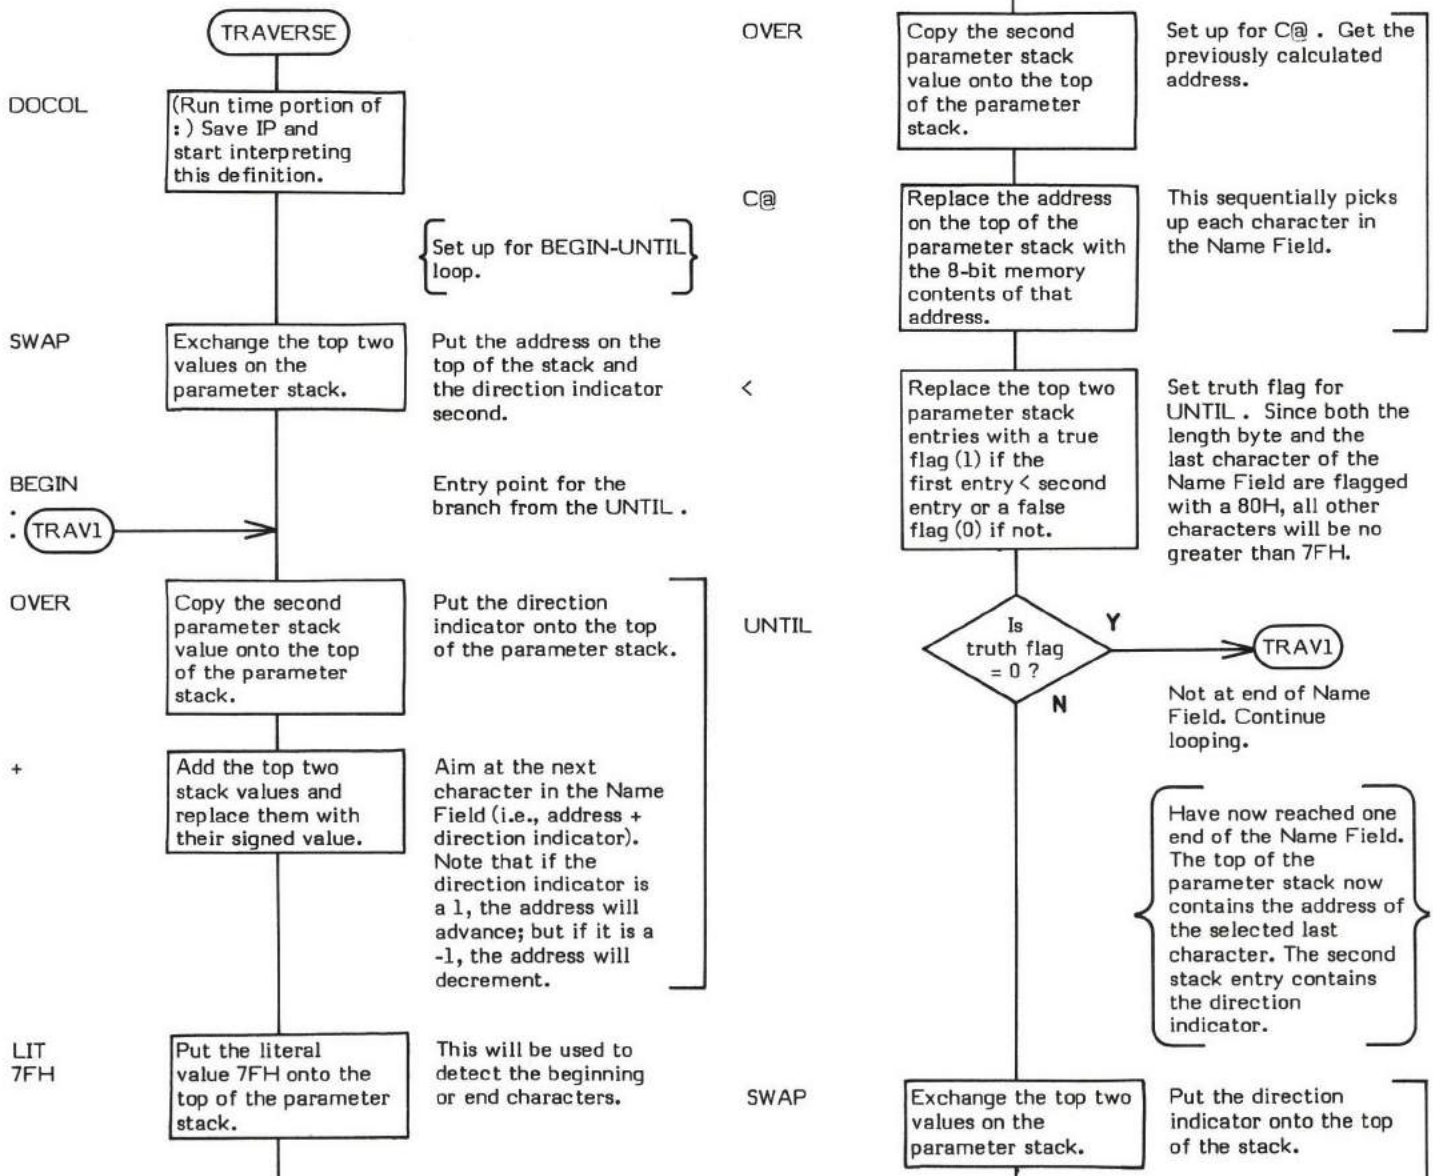 TRAVERSE
DOCOL
(Run time portion of
: ) Save IP and
start interpreting
this definition.
Set up for BEGIN-UNTIL
loop.
SWAP
Exchange the top two
values on the
parameter stack.
Put the address on the
top of the stack and
the direction indicator
second.
BEGIN
:
. TRAV1
Entry point for the
branch from the UNTIL .
OVER
Copy the second
parameter stack
value onto the top
of the parameter
stack.
Put the direction
indicator onto the top
of the parameter stack.
+
Add the top two
stack values and
replace them with
their signed value.
Aim at the next
character in the Name
Field (i.e., address +
direction indicator).
Note that if the
direction indicator is
a 1, the address will
advance; but if it is a
-1, the address will
decrement.
LIT
7FH
Put the literal
value 7FH onto the
top of the parameter
stack.
This will be used to
detect the beginning
or end characters.
OVER
Copy the second
parameter stack
value onto the top
of the parameter
stack.
Set up for C@ . Get the
previously calculated
address.
C@
Replace the address
on the top of the
parameter stack with
the 8-bit memory
contents of that
address.
This sequentially picks
up each character in
the Name Field.
<
Replace the top two
parameter stack
entries with a true
flag (1) if the
first entry < second
entry or a false
flag (0) if not.
Set truth flag for
UNTIL . Since both the
length byte and the
last character of the
Name Field are flagged
with a 80H, all other
characters will be no
greater than 7FH.
UNTIL
Is
truth flag
= 0 ?
Y
TRAV1
N
Not at end of Name
Field. Continue
looping.
Have now reached one
end of the Name Field.
The top of the
parameter stack now
contains the address of
the selected last
character. The second
stack entry contains
the direction
indicator.
SWAP
Exchange the top two
values on the
parameter stack.
Put the direction
indicator onto the top
of the stack.